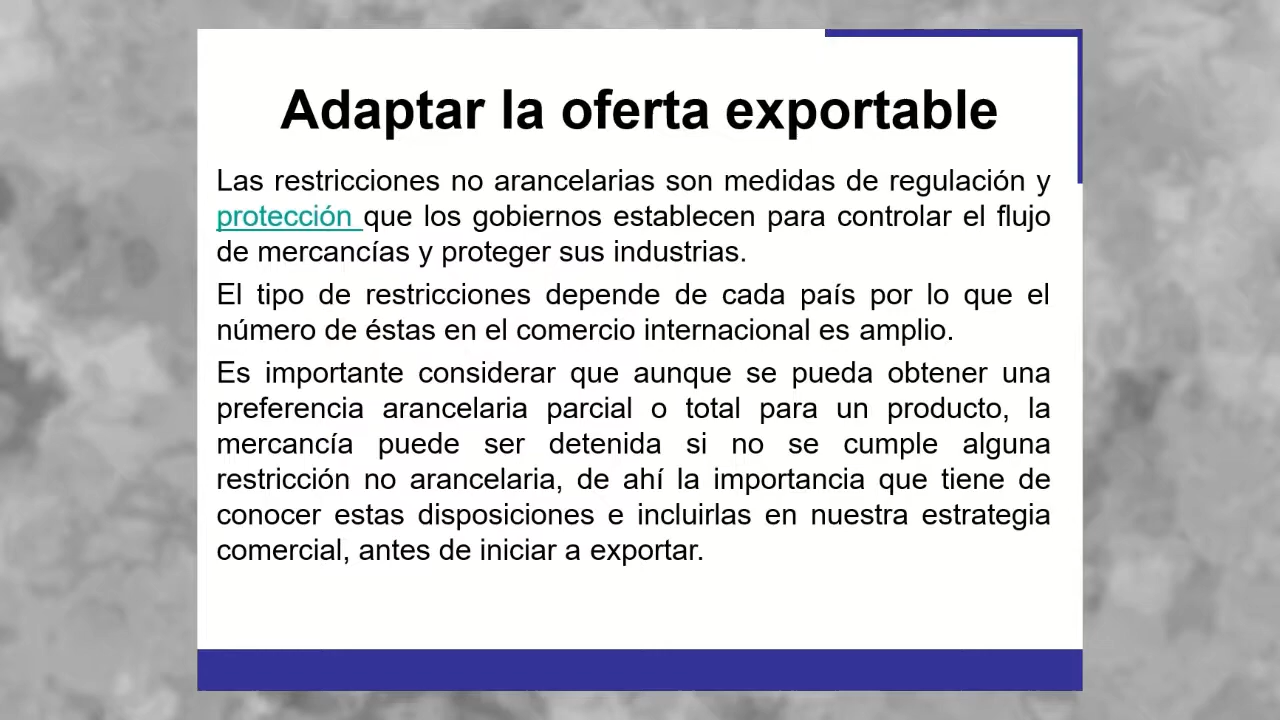 Adaptar la oferta exportable
Las restricciones no arancelarias son medidas de regulación y
protección que los gobiernos establecen para controlar el flujo
de mercancías y proteger sus industrias.
El tipo de restricciones depende de cada país por lo que el
número de éstas en el comercio internacional es amplio.
Es importante considerar que aunque se pueda obtener una
preferencia arancelaria parcial o total para un producto, la
mercancía puede ser detenida si no se cumple alguna
restricción no arancelaria, de ahí la importancia que tiene de
conocer estas disposiciones e incluirlas en nuestra estrategia
comercial, antes de iniciar a exportar.